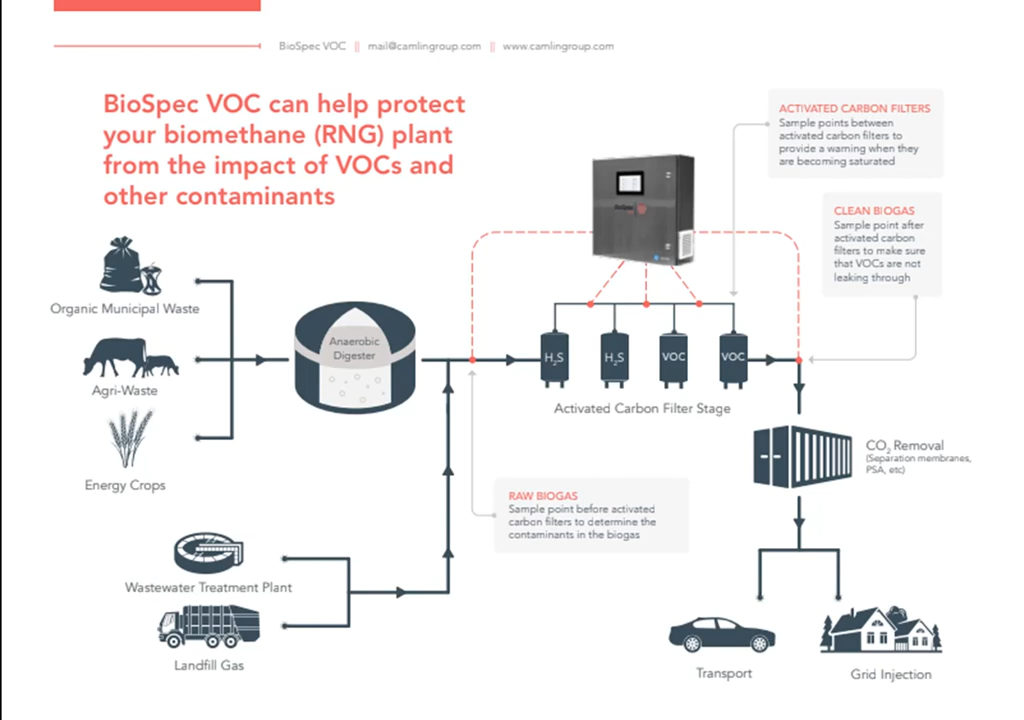 BioSpec VOC || mail@camlingroup.com || www.camlingroup.com
BioSpec VOC can help protect
your biomethane (RNG) plant
from the impact of VOCs and
other contaminants
ACTIVATED CARBON FILTERS
Sample points between
activated carbon filters to
provide a warning when they
are becoming saturated
CLEAN BIOGAS
Sample point after
activated carbon
filters to make sure
that VOCs are not
leaking through
BioSpec
Organic Municipal Waste
Agri-Waste
Energy Crops
Anaerobic
Digester
H₂S
H₂S
VOC
VOC
Activated Carbon Filter Stage
CO₂ Removal
(Separation membranes,
PSA, etc)
RAW BIOGAS
Sample point before activated
carbon filters to determine the
contaminants in the biogas
Wastewater Treatment Plant
Landfill Gas
Transport
Grid Injection